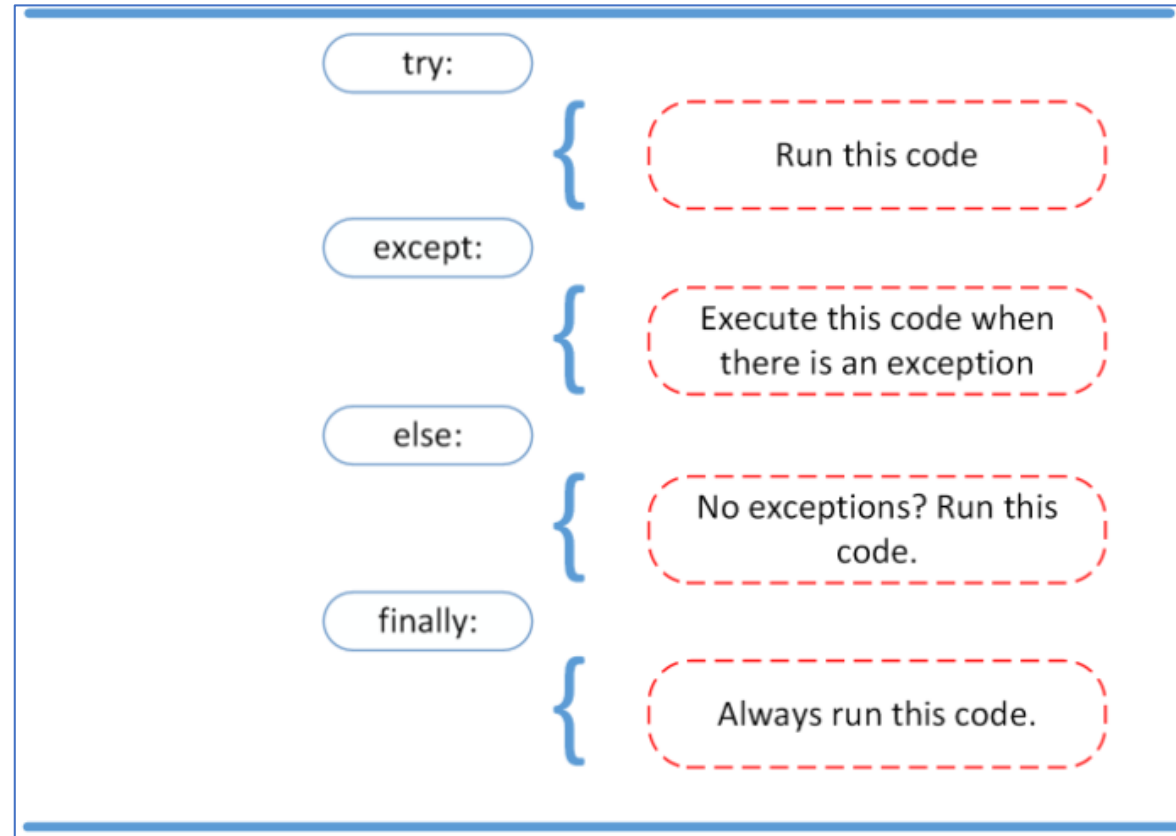 try:
Run this code
except:
Execute this code when
there is an exception
else:
No exceptions? Run this
code.
finally:
Always run this code.